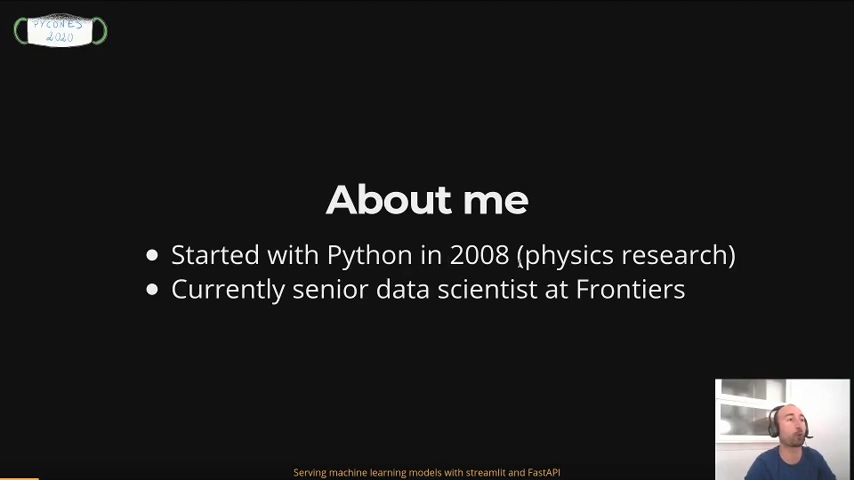 PYCONES
2020
About me
Started with Python in 2008 (physics research)
Currently senior data scientist at Frontiers
Serving machine learning models with streamlit and FastAPI